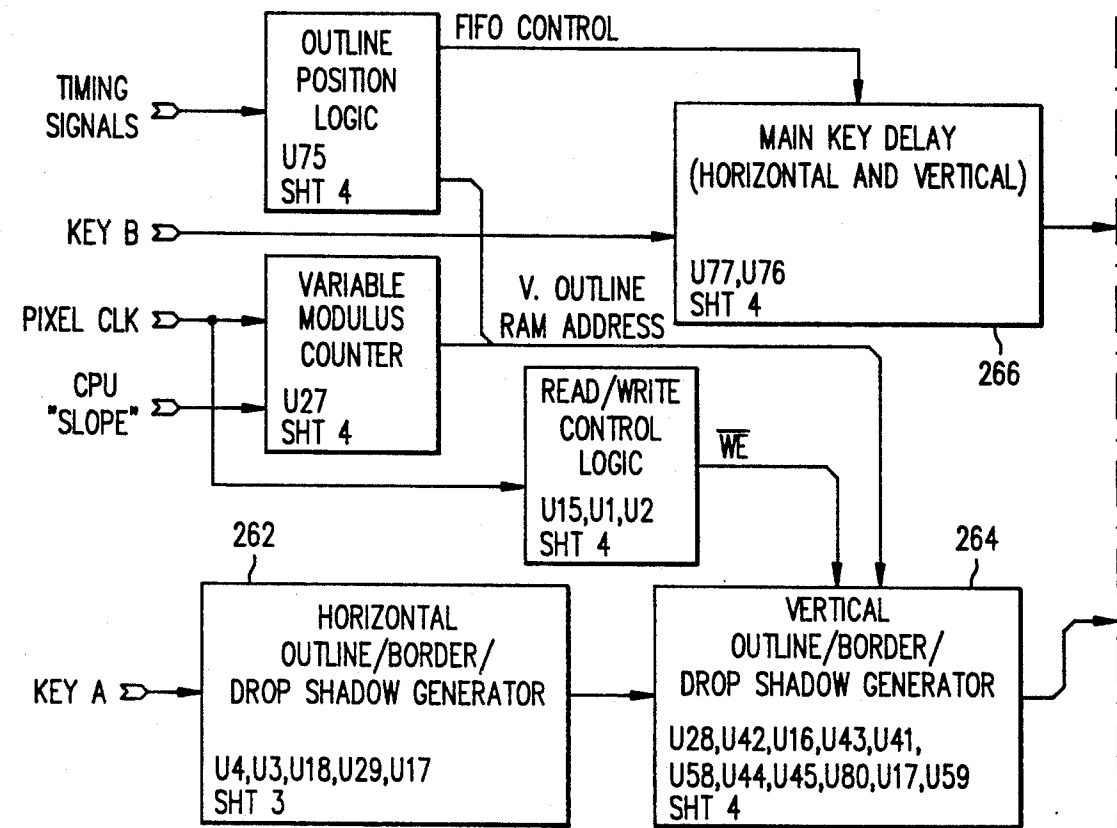 FIFO CONTROL
OUTLINE
POSITION
LOGIC
U75
SHT 4
TIMING
SIGNALS
MAIN KEY DELAY
(HORIZONTAL AND VERTICAL)
U77,U76
SHT 4
266
KEY B
PIXEL CLK
CPU
"SLOPE"
VARIABLE
MODULUS
COUNTER
U27
SHT 4
V. OUTLINE
RAM ADDRESS
READ/WRITE
CONTROL
LOGIC
U15,U1,U2
SHT 4
WE
262
264
KEY A
HORIZONTAL
OUTLINE/BORDER/
DROP SHADOW GENERATOR
U4,U3,U18,U29,U17
SHT 3
VERTICAL
OUTLINE/BORDER/
DROP SHADOW GENERATOR
U28,U42,U16,U43,U41,
U58,U44,U45,U80,U17,U59
SHT 4